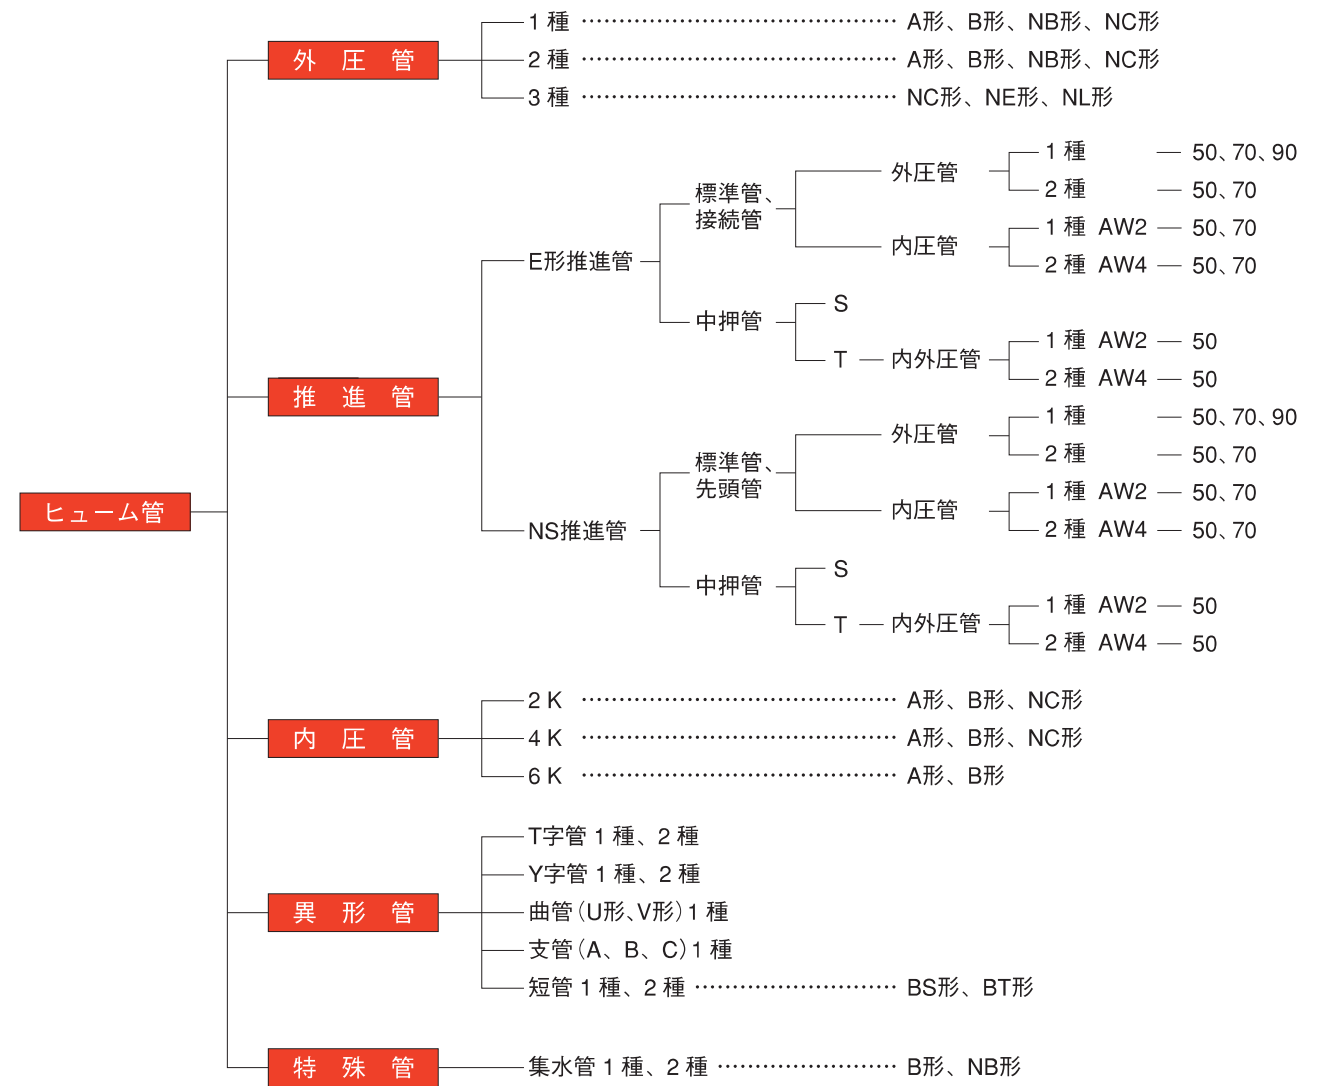 1 種 ‥‥‥‥‥‥‥‥‥‥‥‥‥‥ A形、B形、NB形、NC形
外 圧 管
2 種 ‥‥‥‥‥‥‥‥‥‥‥‥‥‥ A形、B形、NB形、NC形
3 種 ‥‥‥‥‥‥‥‥‥‥‥‥‥‥ NC形、NE形、NL形
1 種 ― 50、70、90
外圧管
2 種 ― 50、70
標準管、
接続管
1 種 AW2 ― 50、70
内圧管
2 種 AW4 ― 50、70
E形推進管
S
中押管
1 種 AW2 ― 50
T ― 内外圧管
2 種 AW4 ― 50
推 進 管
1 種 ― 50、70、90
外圧管
2 種 ― 50、70
標準管、
先頭管
1 種 AW2 ― 50、70
内圧管
2 種 AW4 ― 50、70
ヒューム管
NS推進管
S
中押管
1 種 AW2 ― 50
T ― 内外圧管
2 種 AW4 ― 50
2 K ‥‥‥‥‥‥‥‥‥‥‥‥‥‥ A形、B形、NC形
内 圧 管
4 K ‥‥‥‥‥‥‥‥‥‥‥‥‥‥ A形、B形、NC形
6 K ‥‥‥‥‥‥‥‥‥‥‥‥‥‥ A形、B形
T字管 1 種、2 種
Y字管 1 種、2 種
異 形 管
曲管（U形、V形）1 種
支管（A、B、C）1 種
短管 1 種、2 種 ‥‥‥‥‥‥‥‥‥ BS形、BT形
特 殊 管
集水管 1 種、2 種 ‥‥‥‥‥‥‥‥ B形、NB形